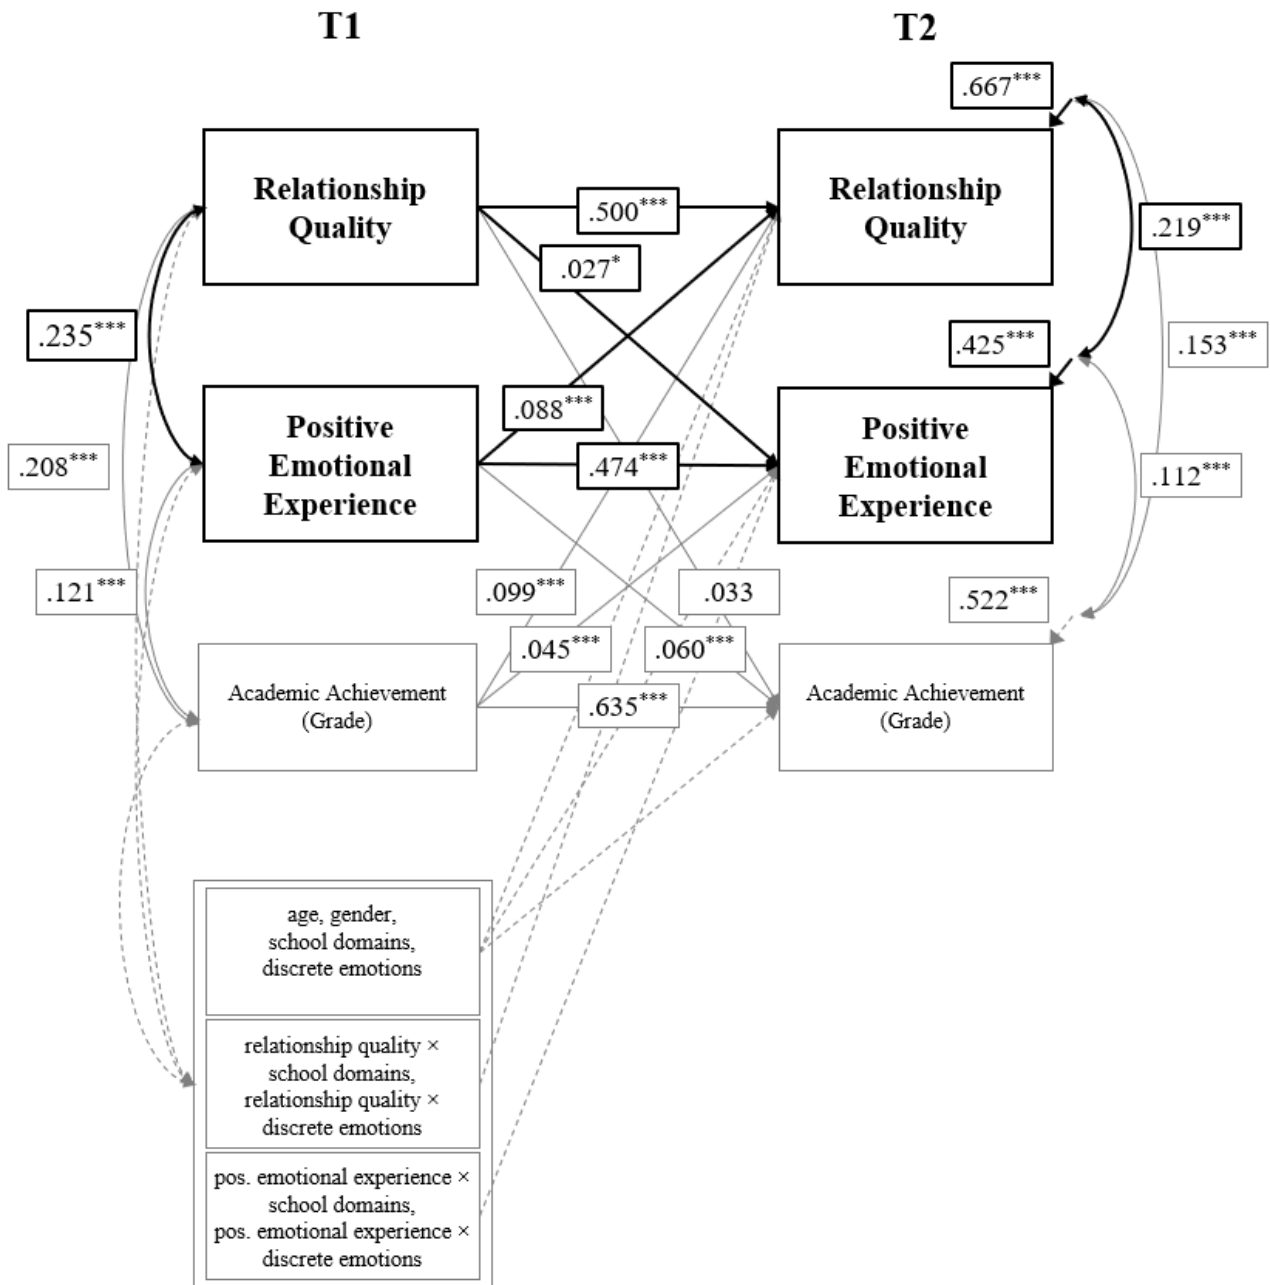 T1
T2
.667***
Relationship
Quality
Relationship
Quality
.500***
.219***
.027*
.235***
.425***
.153***
.088***
Positive
Emotional
Experience
Positive
Emotional
Experience
.474***
.208***
.112***
.121***
.099***
.033
.522***
.045***
.060***
Academic Achievement
(Grade)
.635***
Academic Achievement
(Grade)
age, gender,
school domains,
discrete emotions
relationship quality ×
school domains,
relationship quality ×
discrete emotions
pos. emotional experience ×
school domains,
pos. emotional experience ×
discrete emotions